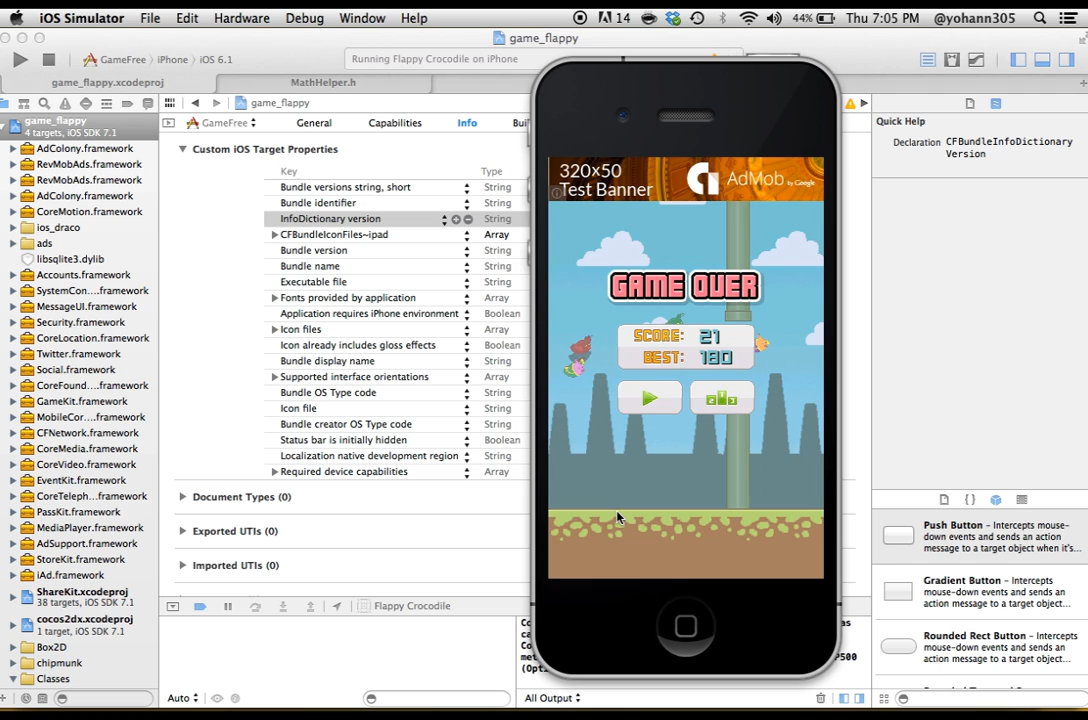 iOS Simulator File Edit Hardware Debug Window Help 14 44% Thu 7:05 PM @yohann305
game_flappy
GameFree iPhone iOS 6.1 Running Flappy Crocodile on iPhone
game_flappy.xcodeproj MathHelper.h
game_flappy
game_flappy
4 targets, iOS SDK 7.1
AdColony.framework
RevMobAds.framework
RevMobAds.framework
AdColony.framework
CoreMotion.framework
ios_draco
ads
libsqlite3.dylib
Accounts.framework
SystemCon...framework
MessageUI.framework
Security.framework
CoreLocation.framework
Twitter.framework
Social.framework
CoreFound...framework
GameKit.framework
MobileCor...framework
CFNetwork.framework
CoreMedia.framework
CoreVideo.framework
EventKit.framework
CoreTeleph...framework
PassKit.framework
MediaPlayer.framework
AdSupport.framework
StoreKit.framework
iAd.framework
ShareKit.xcodeproj
38 targets, iOS SDK 7.1
cocos2dx.xcodeproj
1 target, iOS SDK 7.1
Box2D
chipmunk
Classes
GameFree General Capabilities Info
Custom iOS Target Properties
Key Type
Bundle versions string, short String
Bundle identifier String
InfoDictionary version String
CFBundleIconFiles~ipad Array
Bundle version String
Bundle name String
Executable file String
Fonts provided by application Array
Application requires iPhone environment Boolean
Icon files Array
Icon already includes gloss effects Boolean
Bundle display name String
Supported interface orientations Array
Bundle OS Type code String
Icon file String
Bundle creator OS Type code String
Status bar is initially hidden Boolean
Localization native development region String
Required device capabilities Array
Document Types (0)
Exported UTIs (0)
Imported UTIs (0)
Flappy Crocodile
Auto All Output
320×50
Test Banner
AdMob by Google
GAME OVER
SCORE: 21
BEST: 180
Quick Help
Declaration CFBundleInfoDictionary
Version
Push Button – Intercepts
mouse-down events and sends an
action message to a target object when it's...
Gradient Button – Intercepts
mouse-down events and sends an
action message to a target object...
Rounded Rect Button – Intercepts
mouse-down events and sends an
action message to a target object...